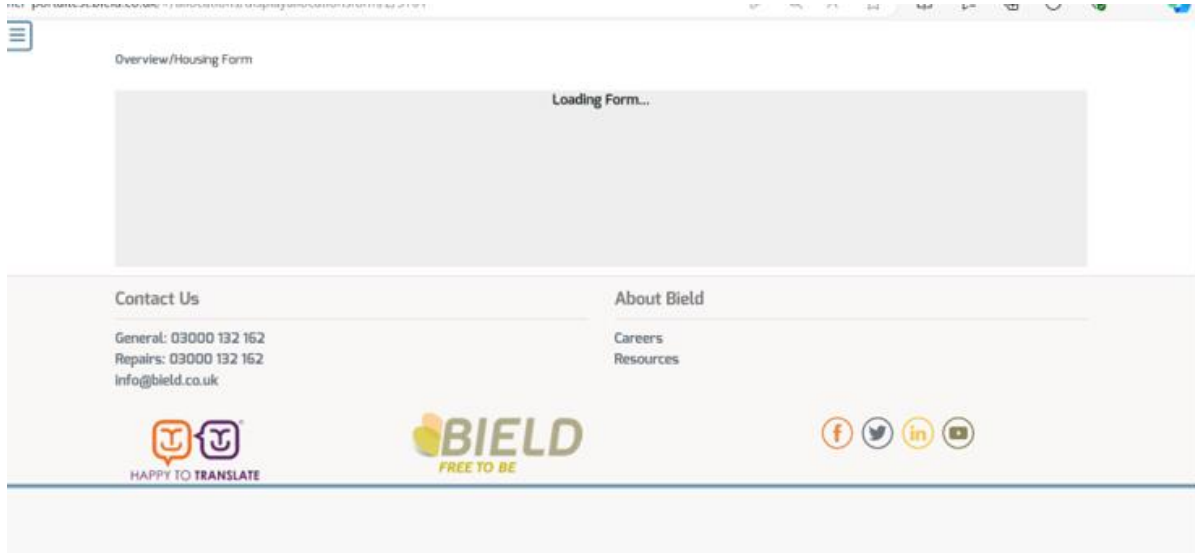 Overview/Housing Form
Loading Form...
Contact Us
General: 03000 132 162
Repairs: 03000 132 162
info@bield.co.uk
About Bield
Careers
Resources
HAPPY TO TRANSLATE
BIELD
FREE TO BE